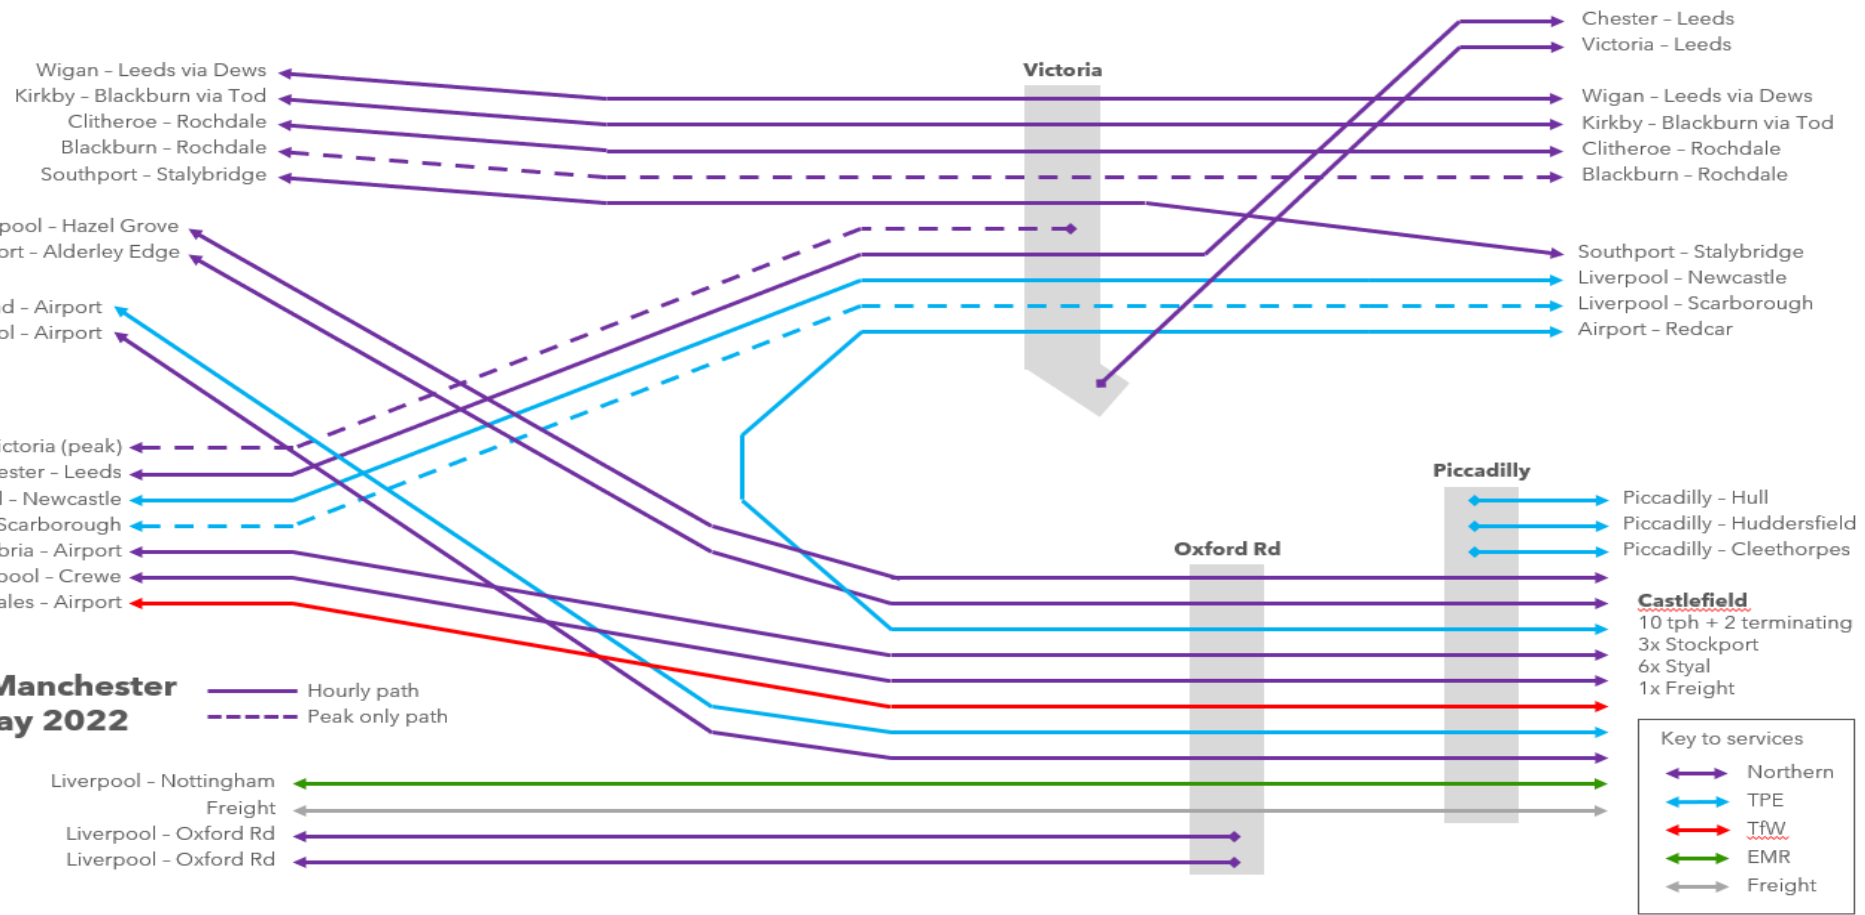 Chester – Leeds
Victoria – Leeds
Victoria
Wigan – Leeds via Dews
Kirkby – Blackburn via Tod
Clitheroe – Rochdale
Blackburn – Rochdale
Southport – Stalybridge
Wigan – Leeds via Dews
Kirkby – Blackburn via Tod
Clitheroe – Rochdale
Blackburn – Rochdale
pool – Hazel Grove
ort – Alderley Edge
Southport – Stalybridge
Liverpool – Newcastle
Liverpool – Scarborough
Airport – Redcar
d – Airport
ol – Airport
ictoria (peak)
ester – Leeds
l – Newcastle
Scarborough
bria – Airport
pool – Crewe
ales – Airport
Piccadilly
Piccadilly – Hull
Piccadilly – Huddersfield
Piccadilly – Cleethorpes
Oxford Rd
Castlefield
10 tph + 2 terminating
3x Stockport
6x Styal
1x Freight
Manchester
ay 2022
Hourly path
Peak only path
Liverpool – Nottingham
Freight
Liverpool – Oxford Rd
Liverpool – Oxford Rd
Key to services
Northern
TPE
TfW
EMR
Freight